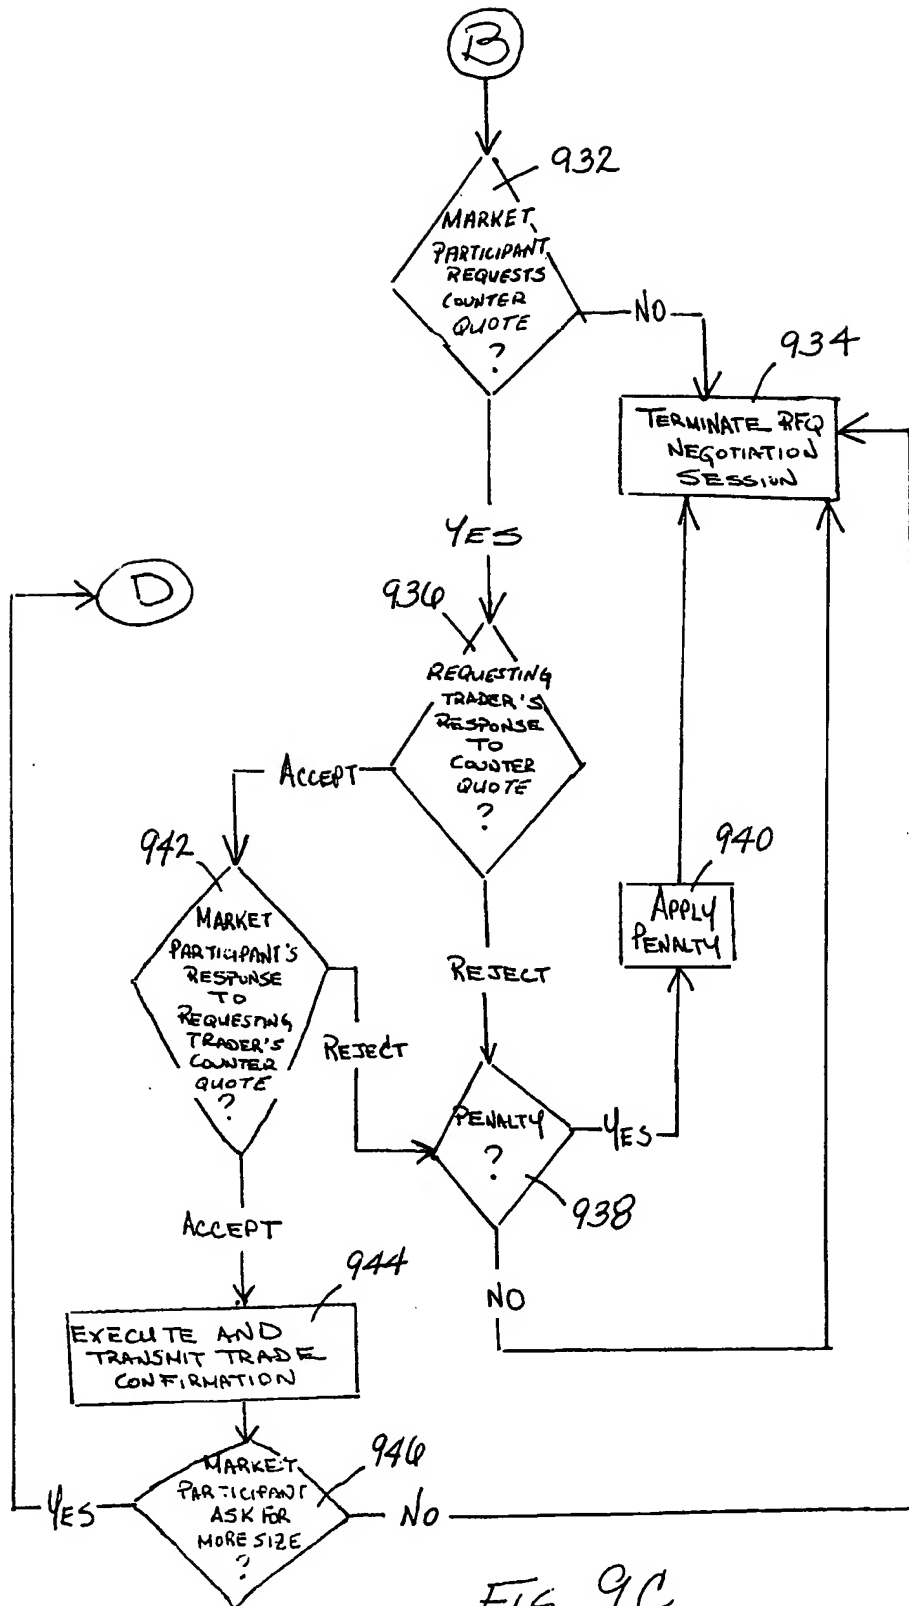 B
932
MARKET
PARTICIPANT
REQUESTS
COUNTER
QUOTE
?
NO
934
TERMINATE RFQ
NEGOTIATION
SESSION
YES
D
936
REQUESTING
TRADER'S
RESPONSE
TO
COUNTER
QUOTE
?
ACCEPT
942
MARKET
PARTICIPANT'S
RESPONSE
TO
REQUESTING
TRADER'S
COUNTER
QUOTE
?
REJECT
REJECT
940
APPLY
PENALTY
PENALTY
?
YES
938
NO
ACCEPT
944
EXECUTE AND
TRANSMIT TRADE
CONFIRMATION
946
MARKET
PARTICIPANT
ASK FOR
MORE SIZE
?
YES
NO
FIG. 9C